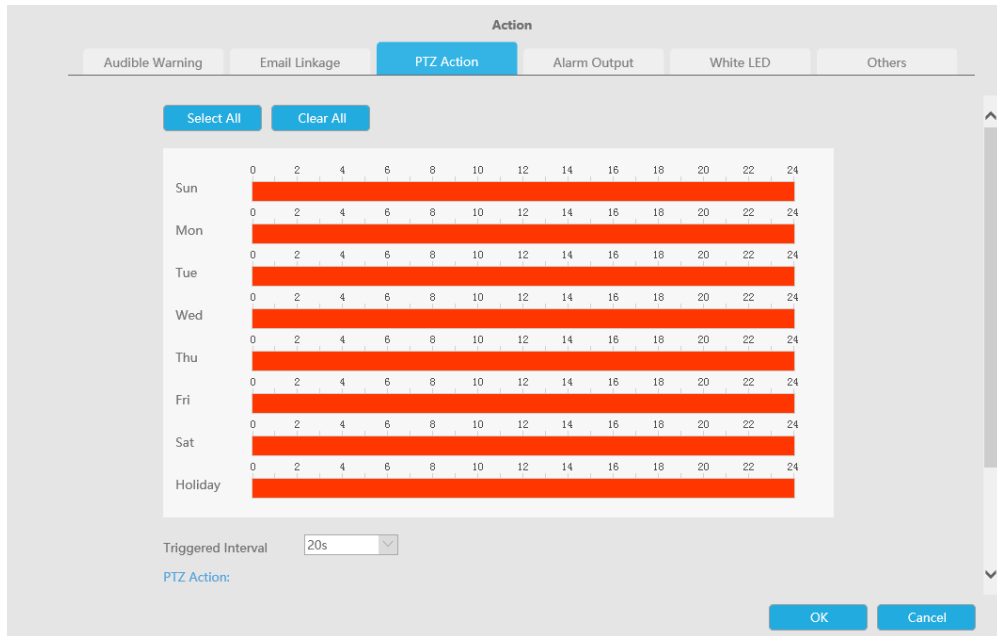 Action
Audible Warning Email Linkage PTZ Action Alarm Output White LED Others
Select All Clear All
0 2 4 6 8 10 12 14 16 18 20 22 24
Sun
0 2 4 6 8 10 12 14 16 18 20 22 24
Mon
0 2 4 6 8 10 12 14 16 18 20 22 24
Tue
0 2 4 6 8 10 12 14 16 18 20 22 24
Wed
0 2 4 6 8 10 12 14 16 18 20 22 24
Thu
0 2 4 6 8 10 12 14 16 18 20 22 24
Fri
0 2 4 6 8 10 12 14 16 18 20 22 24
Sat
0 2 4 6 8 10 12 14 16 18 20 22 24
Holiday
Triggered Interval 20s
PTZ Action:
OK Cancel